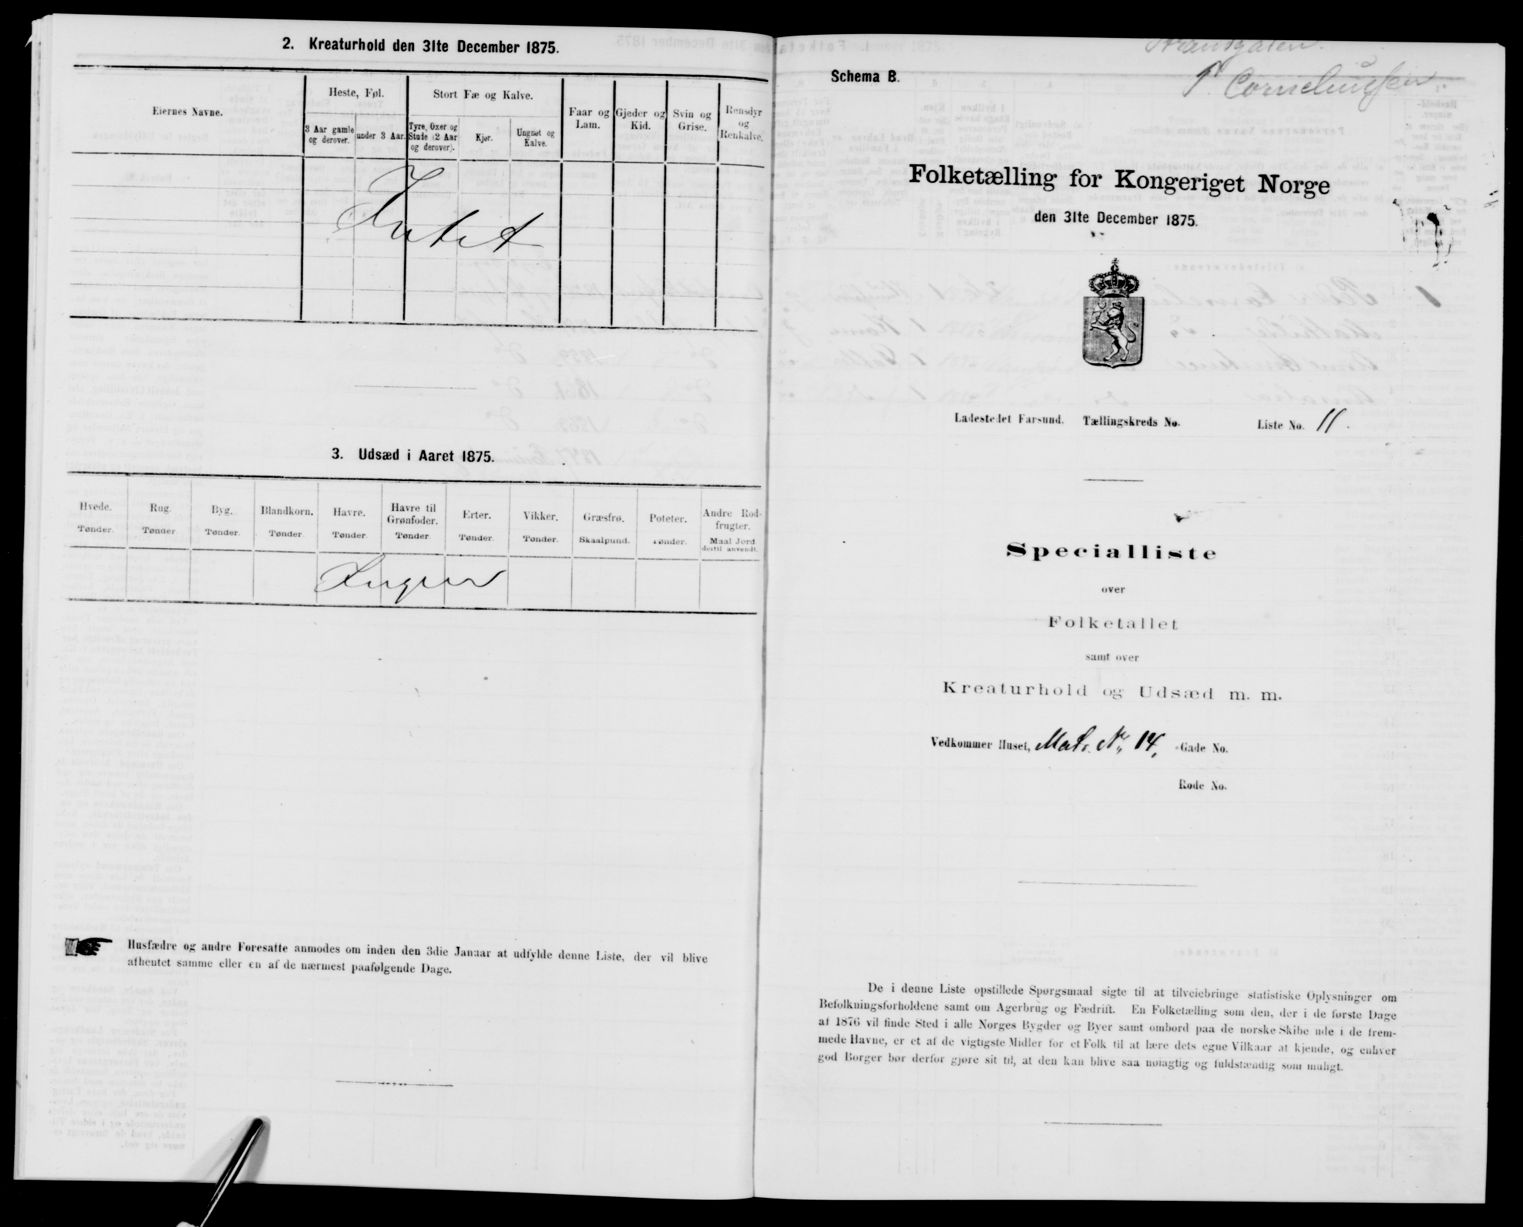 2. Kreaturhold den 31te December 1875.
Eiernes Navne.
Heste, Føl.
Stort Fæ og Kalve.
Faar og Lam.
Gjeder og Kid.
Svin og Grise.
Rensdyr og Renkalve.
3 Aar gamle og derover.
under 3 Aar.
Tyre, Oxer og Stude (2 Aar og derover).
Kjør.
Ungnøt og Kalve.
Intet
3. Udsæd i Aaret 1875.
Hvede.
Rug.
Byg.
Blandkorn.
Havre.
Havre til Grønfoder.
Erter.
Vikker.
Græsfrø.
Poteter.
Andre Rodfrugter.
Tønder.
Tønder
Tønder.
Tønder
Tønder.
Tønder.
Tønder.
Tønder.
Skaalpund.
Tønder.
Maal Jord dertil anvendt.
Ingen
Husfædre og andre Foresatte anmodes om inden den 3die Januar at udfylde denne Liste, der vil blive
afhentet samme eller en af de nærmest paafølgende Dage.
Strandgaten.
P. Corneliussen
Schema B.
Folketælling for Kongeriget Norge
den 31te December 1875.
Ladestedet Farsund. Tællingskreds No. Liste No. 11.
Specialliste
over
Folketallet
samt over
Kreaturhold og Udsæd m. m.
Vedkommer Huset, Matr. No. 14, Gade No.
Rode No.
De i denne Liste opstillede Spørgsmaal sigte til at tilveiebringe statistiske Oplysninger om
Befolkningsforholdene samt om Agerbrug og Fædrift. En Folketælling som den, der i de første Dage
af 1876 vil finde Sted i alle Norges Bygder og Byer samt ombord paa de norske Skibe ude i de frem-
mede Havne, er et af de vigtigste Midler for et Folk til at lære dets egne Vilkaar at kjende, og enhver
god Borger bør derfor gjøre sit til, at den kan blive saa nøiagtig og fuldstændig som muligt.